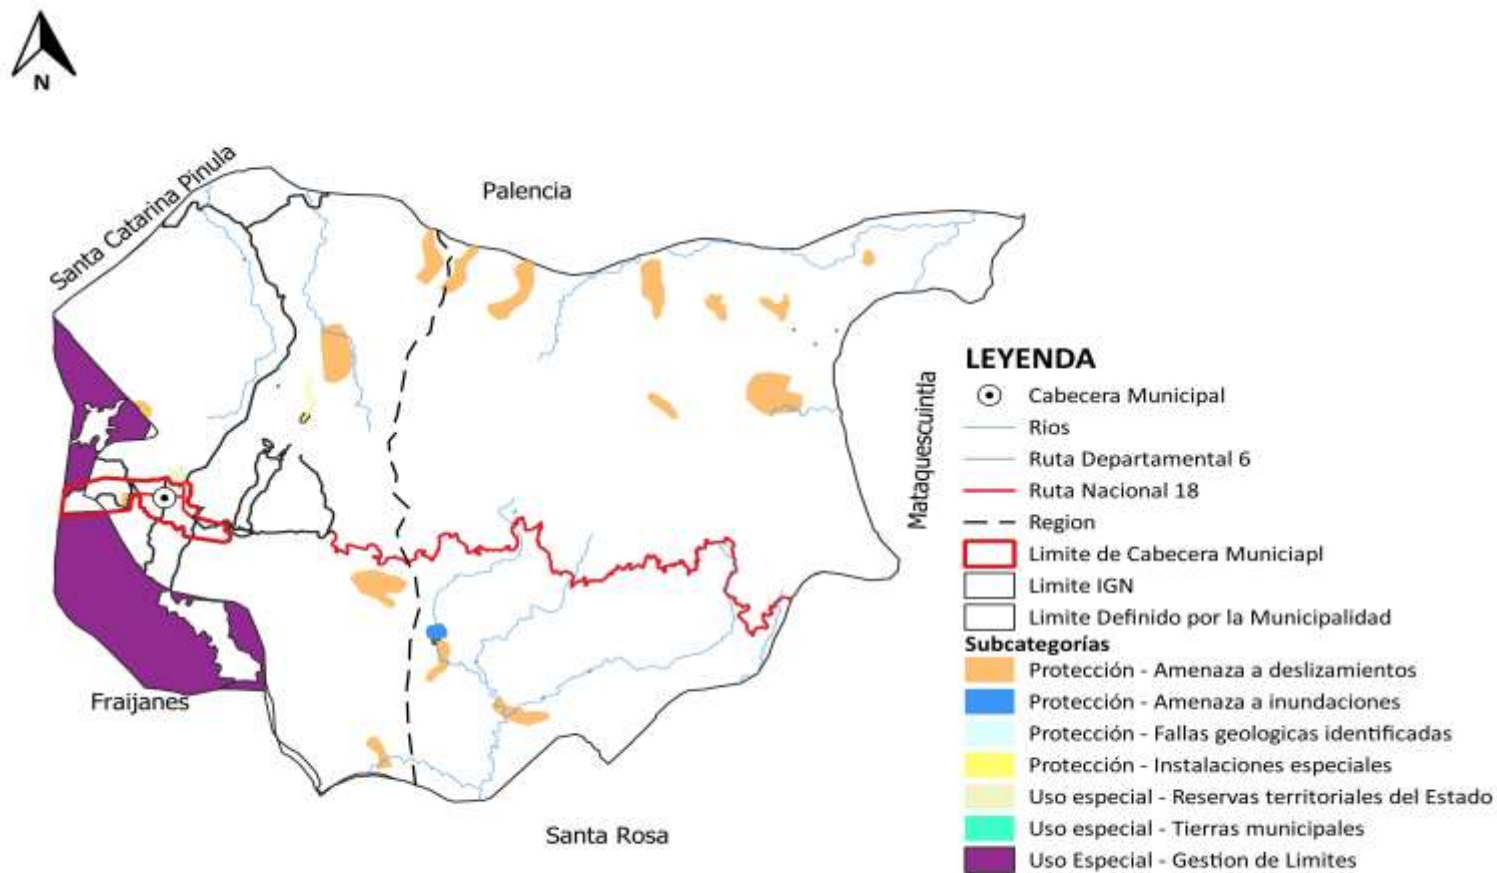 N
Santa Catarina Pinula
Palencia
Mataquescuintla
Fraijanes
Santa Rosa
LEYENDA
Cabecera Municipal
Rios
Ruta Departamental 6
Ruta Nacional 18
Region
Limite de Cabecera Municiapl
Limite IGN
Limite Definido por la Municipalidad
Subcategorías
Protección - Amenaza a deslizamientos
Protección - Amenaza a inundaciones
Protección - Fallas geologicas identificadas
Protección - Instalaciones especiales
Uso especial - Reservas territoriales del Estado
Uso especial - Tierras municipales
Uso Especial - Gestion de Limites